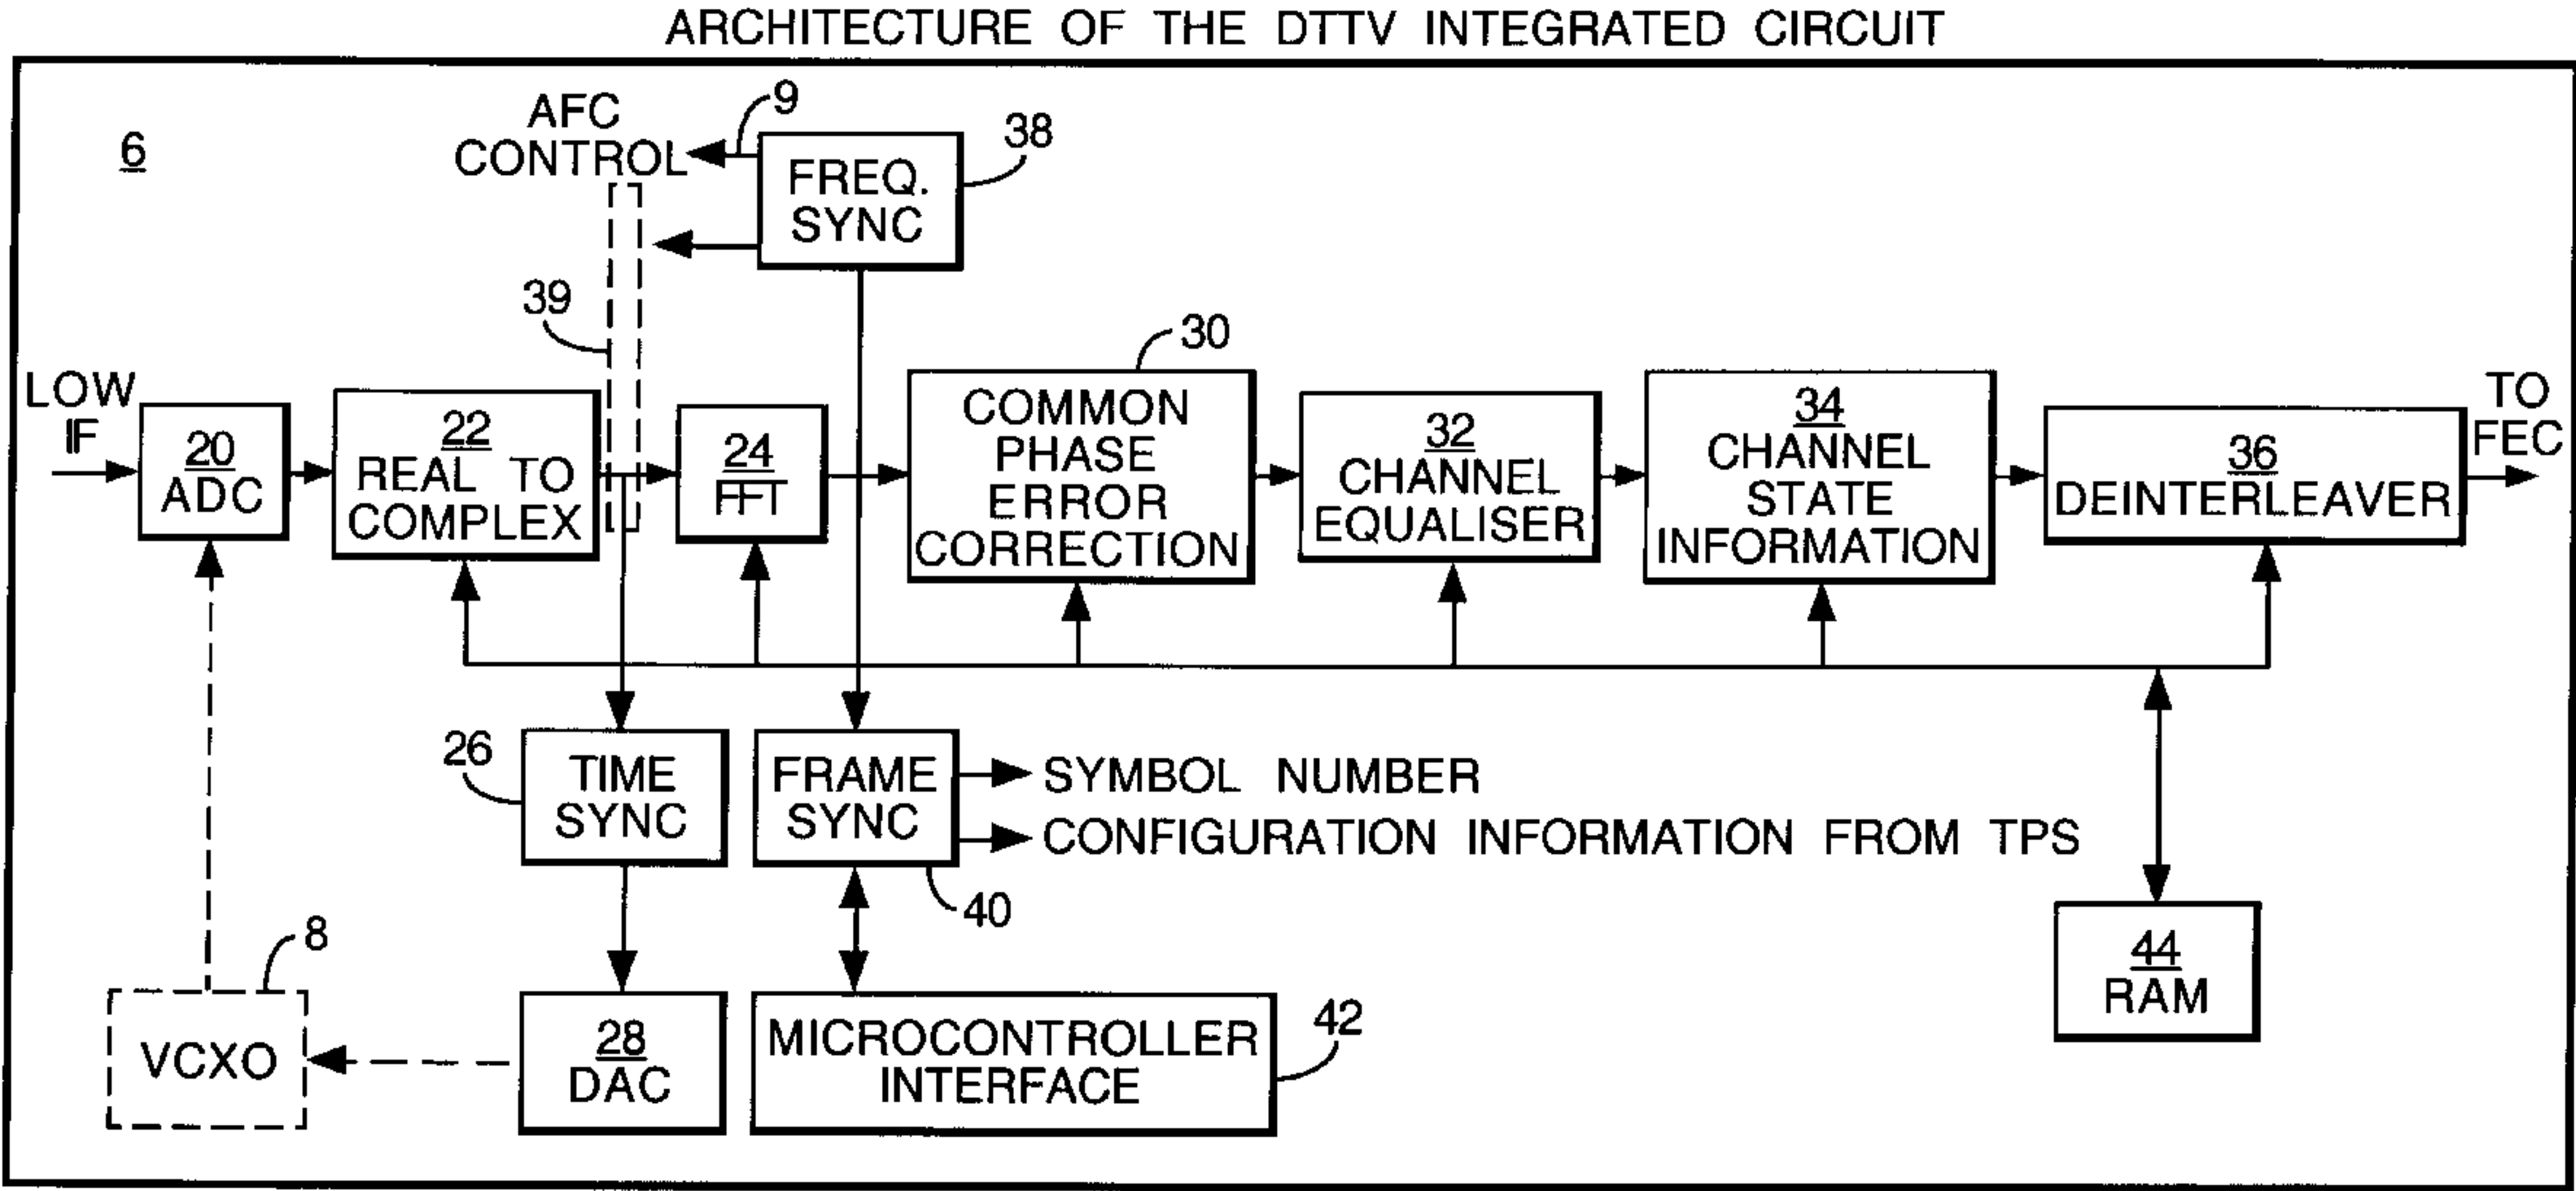 ARCHITECTURE OF THE DTTV INTEGRATED CIRCUIT
6
AFC
CONTROL
9
FREQ.
SYNC
38
39
30
LOW
IF
20
ADC
22
REAL TO
COMPLEX
24
FFT
COMMON
PHASE
ERROR
CORRECTION
32
CHANNEL
EQUALISER
34
CHANNEL
STATE
INFORMATION
36
DEINTERLEAVER
TO
FEC
26
TIME
SYNC
FRAME
SYNC
SYMBOL NUMBER
CONFIGURATION INFORMATION FROM TPS
40
8
VCXO
28
DAC
MICROCONTROLLER
INTERFACE
42
44
RAM